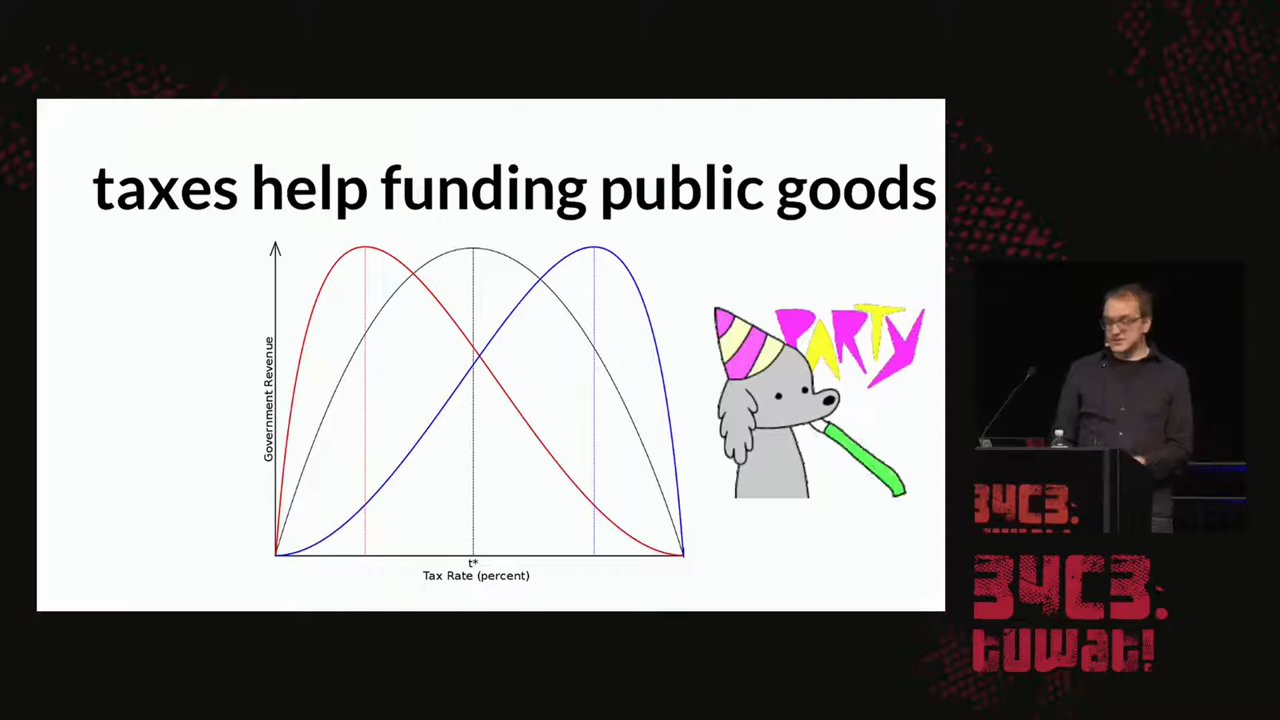 taxes help funding public goods
Government Revenue
t*
Tax Rate (percent)
PARTY
34C3.
34C3.
tuwat!